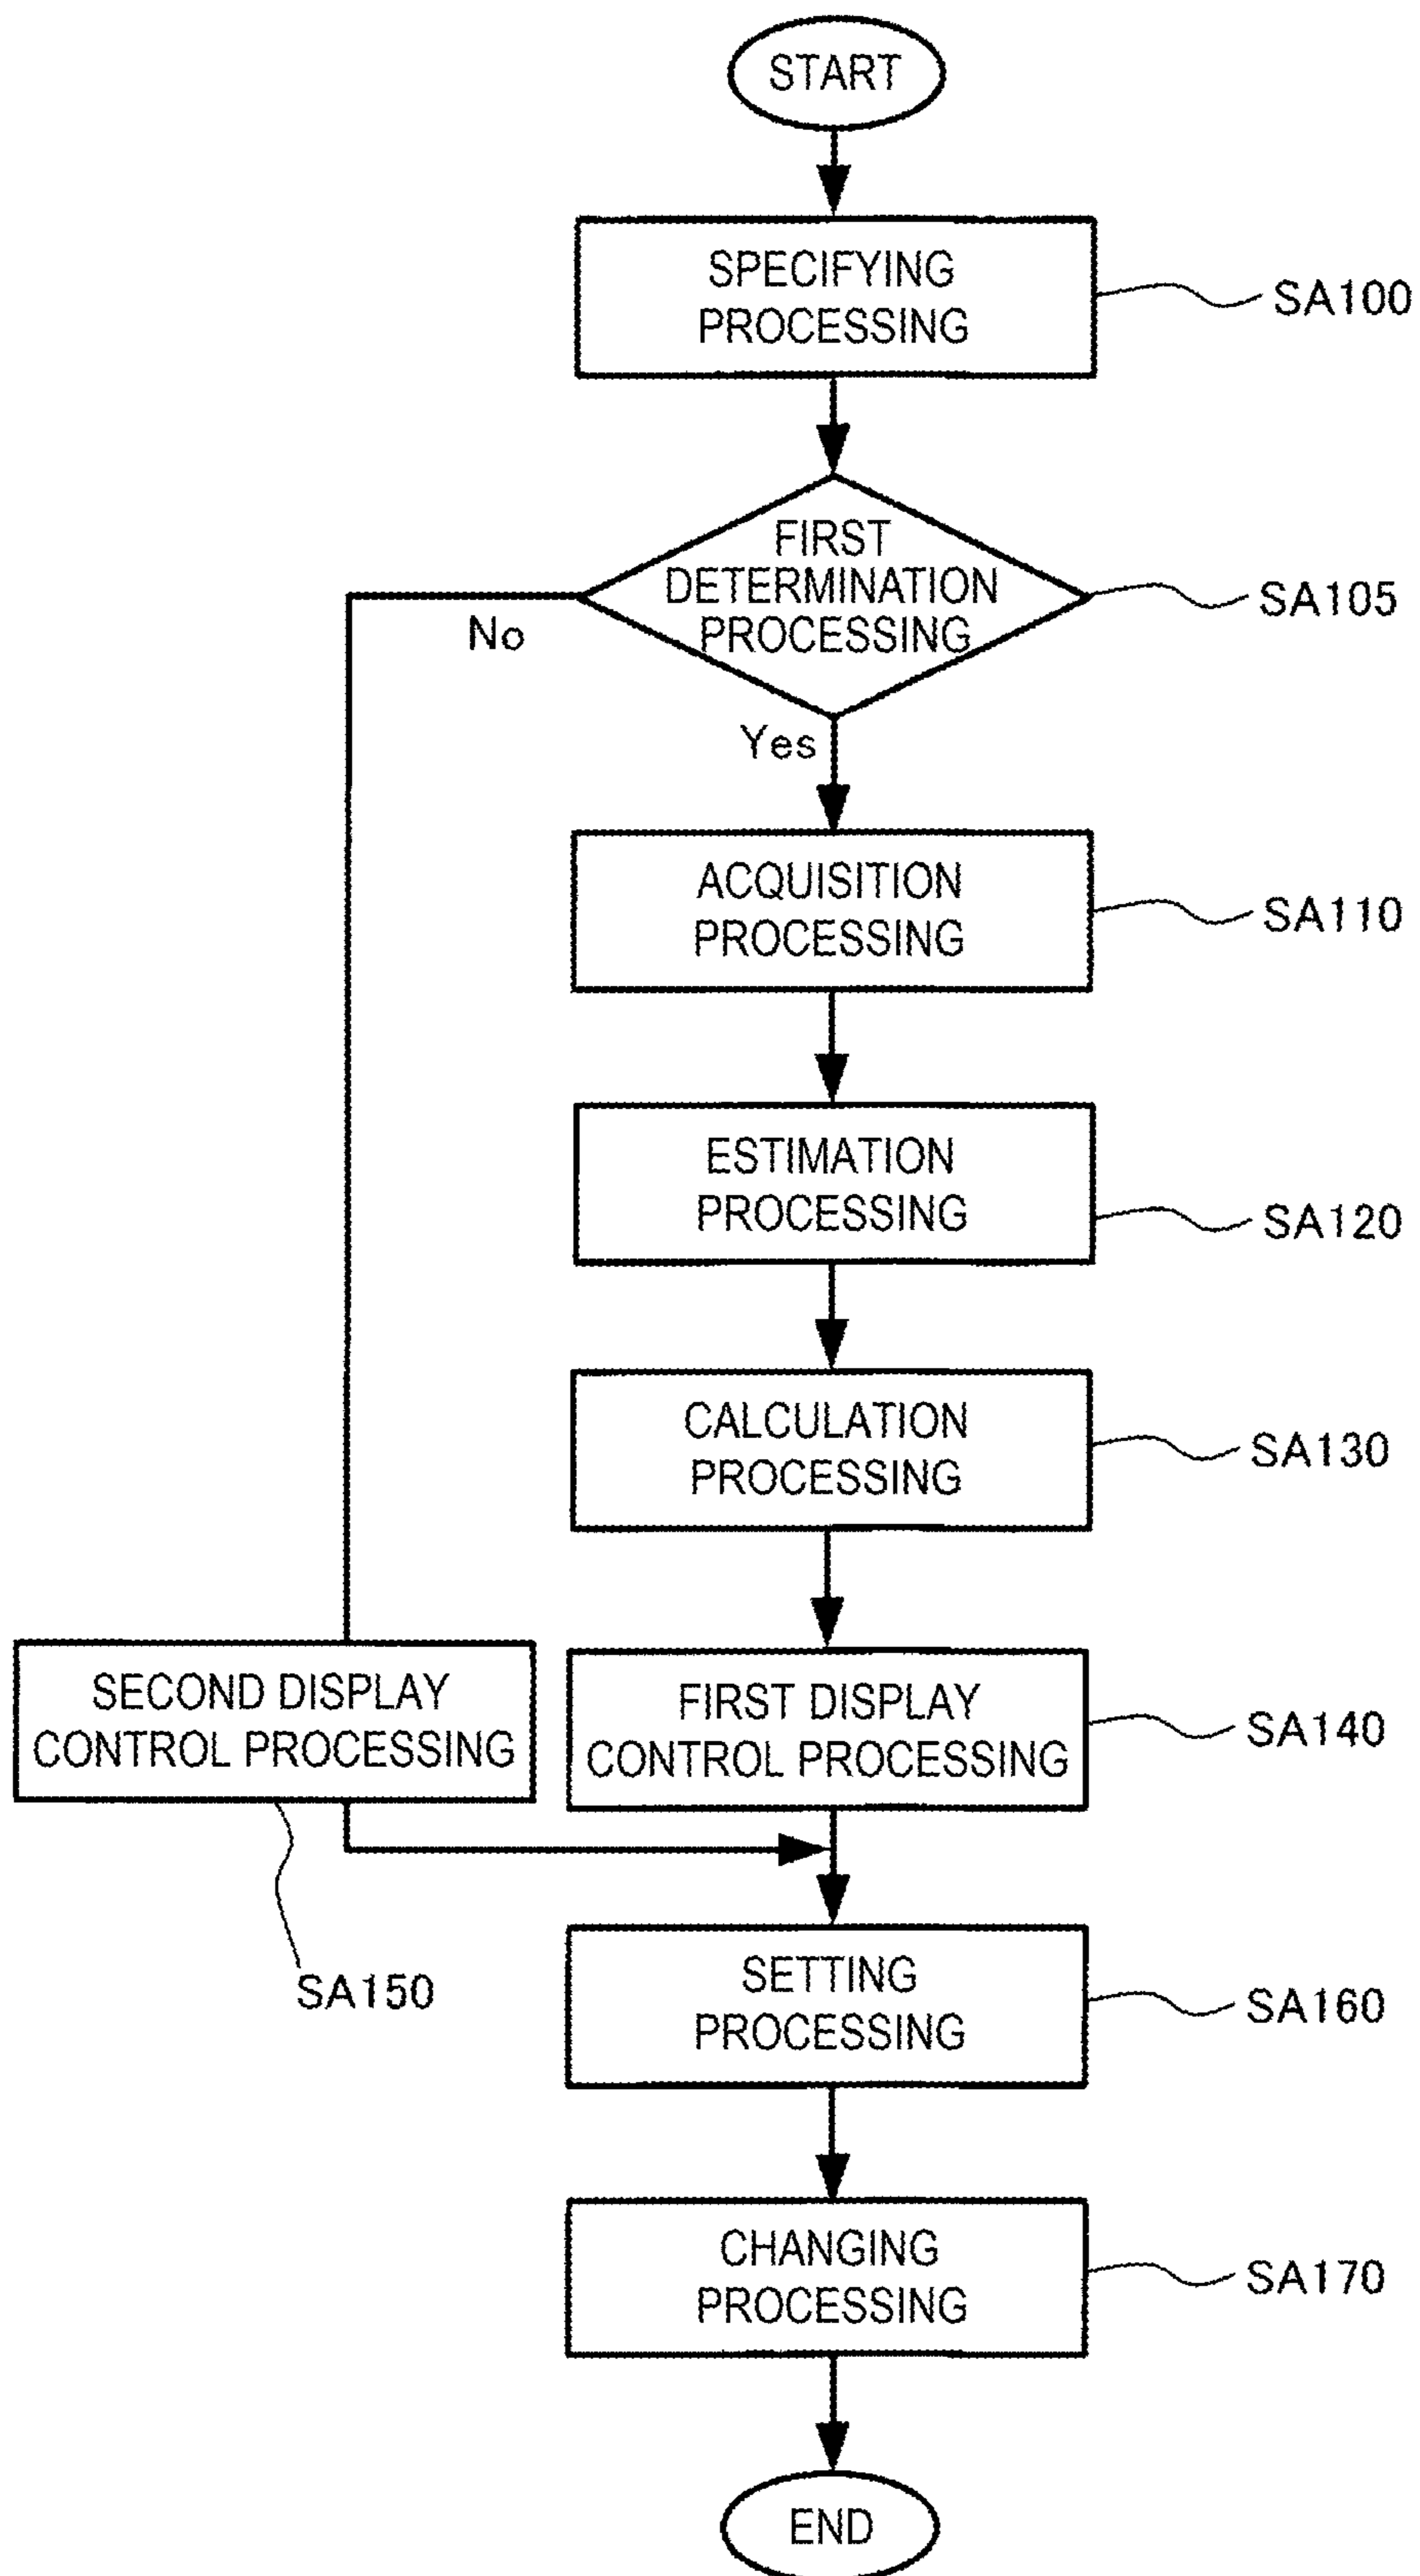 START
SPECIFYING
PROCESSING
SA100
FIRST
DETERMINATION
PROCESSING
SA105
No
Yes
ACQUISITION
PROCESSING
SA110
ESTIMATION
PROCESSING
SA120
CALCULATION
PROCESSING
SA130
SECOND DISPLAY
CONTROL PROCESSING
FIRST DISPLAY
CONTROL PROCESSING
SA140
SA150
SETTING
PROCESSING
SA160
CHANGING
PROCESSING
SA170
END